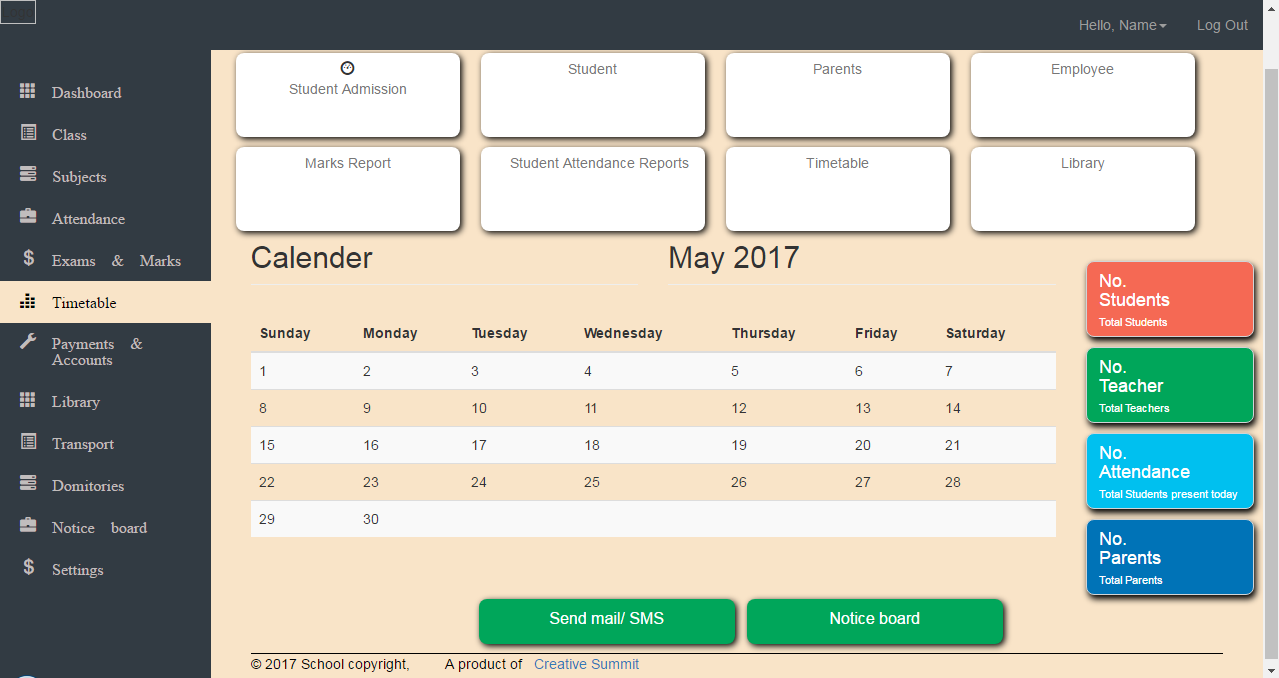 Hello, Name
Log Out
Dashboard
Class
Subjects
Attendance
Exams & Marks
Timetable
Payments &
Accounts
Library
Transport
Domitories
Notice board
Settings
Student Admission
Student
Parents
Employee
Marks Report
Student Attendance Reports
Timetable
Library
Calender
May 2017
Sunday Monday Tuesday Wednesday Thursday Friday Saturday
1 2 3 4 5 6 7
8 9 10 11 12 13 14
15 16 17 18 19 20 21
22 23 24 25 26 27 28
29 30
No.
Students
Total Students
No.
Teacher
Total Teachers
No.
Attendance
Total Students present today
No.
Parents
Total Parents
Send mail/ SMS
Notice board
© 2017 School copyright, A product of Creative Summit